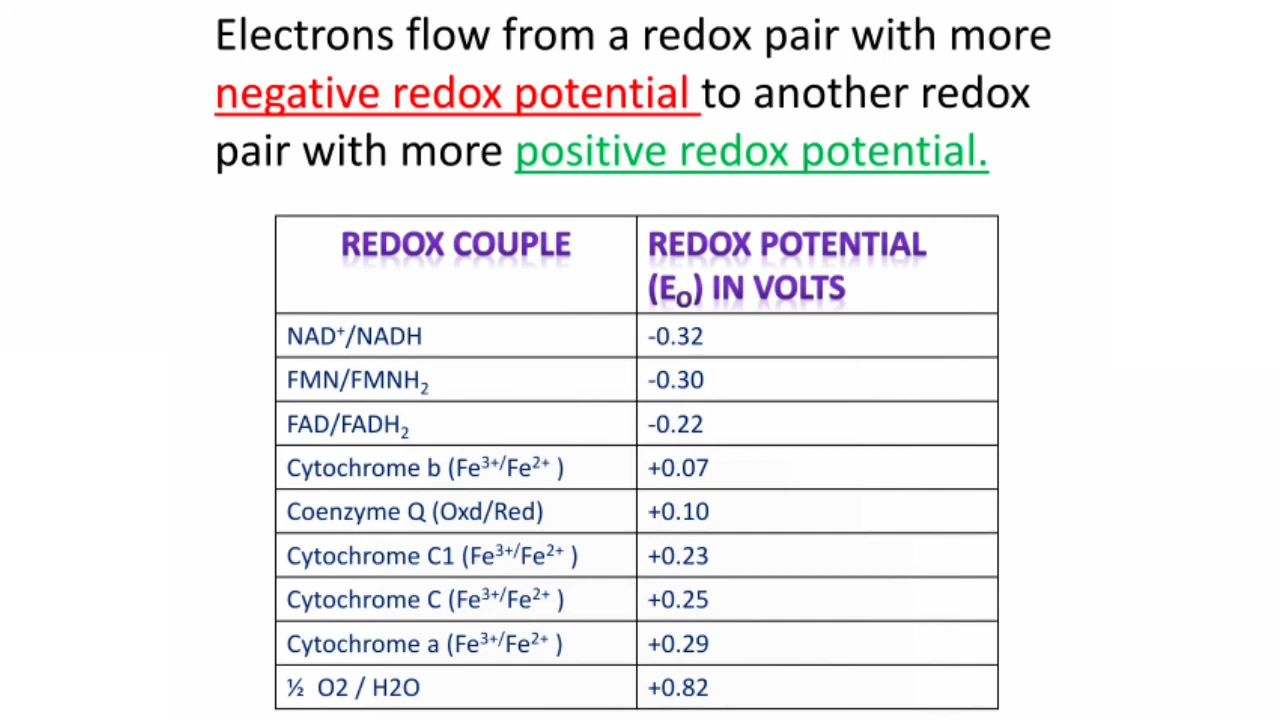 Electrons flow from a redox pair with more
negative redox potential to another redox
pair with more positive redox potential.
REDOX COUPLE REDOX POTENTIAL
(E₀) IN VOLTS
NAD⁺/NADH -0.32
FMN/FMNH₂ -0.30
FAD/FADH₂ -0.22
Cytochrome b (Fe³⁺/Fe²⁺ ) +0.07
Coenzyme Q (Oxd/Red) +0.10
Cytochrome C1 (Fe³⁺/Fe²⁺ ) +0.23
Cytochrome C (Fe³⁺/Fe²⁺ ) +0.25
Cytochrome a (Fe³⁺/Fe²⁺ ) +0.29
½ O2 / H2O +0.82